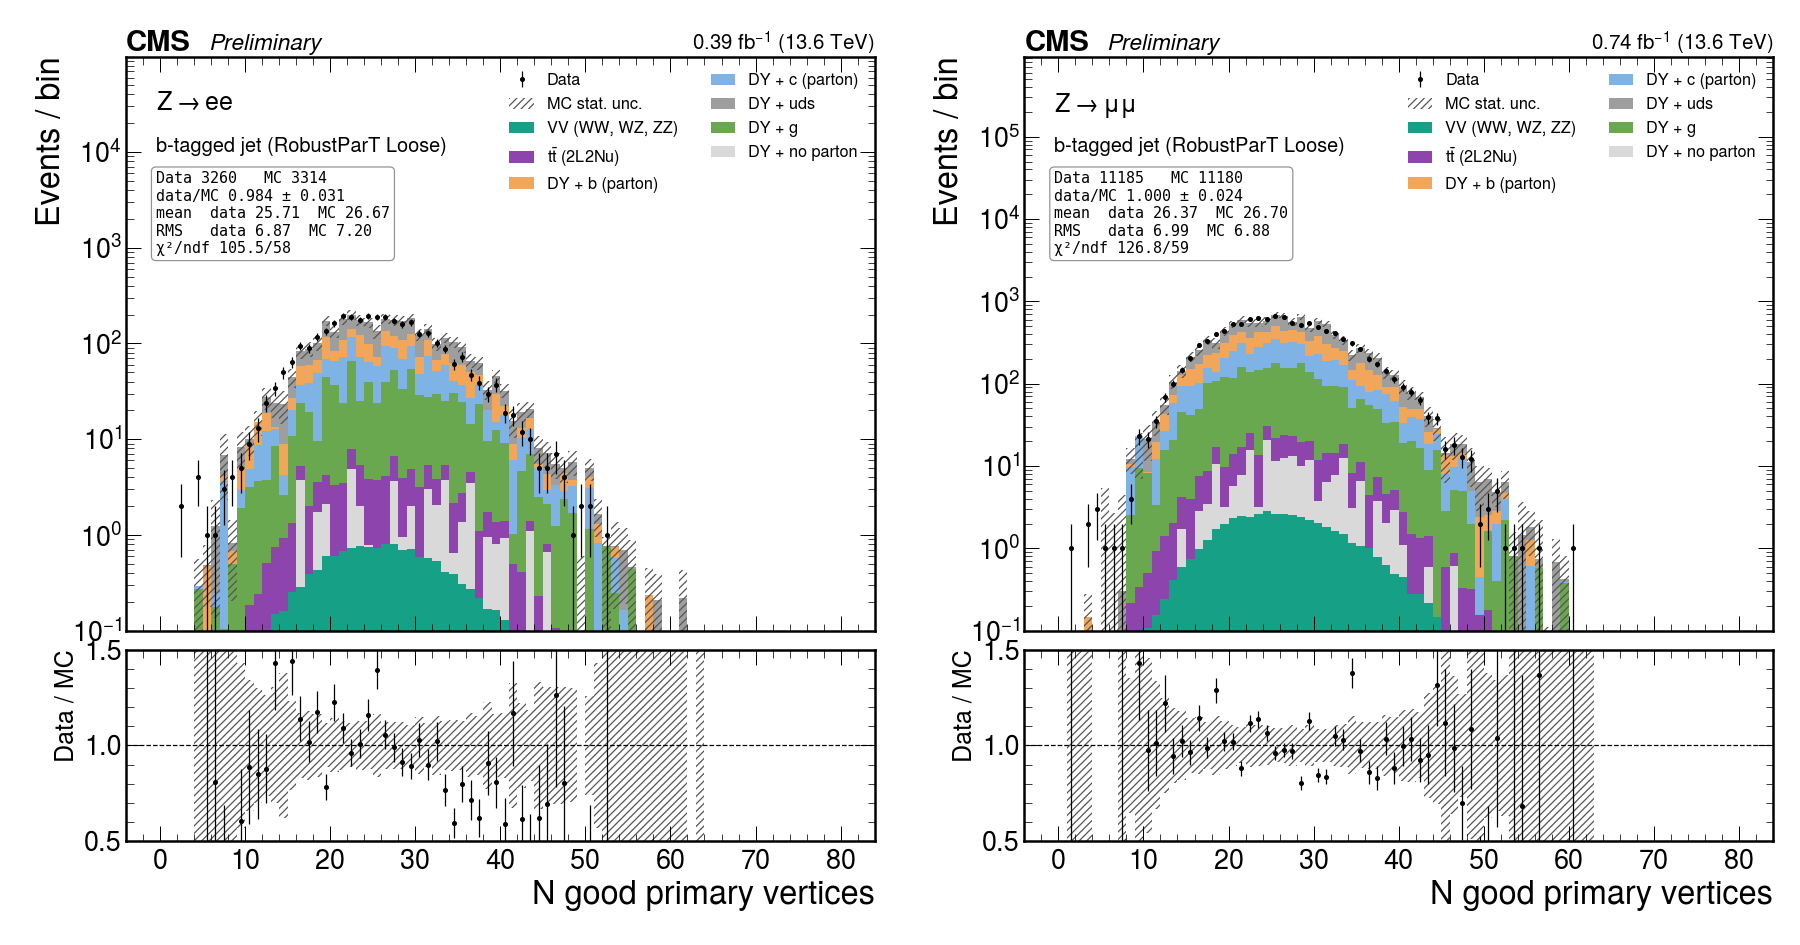 CMS Preliminary 0.39 fb⁻¹ (13.6 TeV)
Events / bin
Z → ee
b-tagged jet (RobustParT Loose)
Data 3260 MC 3314
data/MC 0.984 ± 0.031
mean data 25.71 MC 26.67
RMS data 6.87 MC 7.20
χ²/ndf 105.5/58
Data
MC stat. unc.
VV (WW, WZ, ZZ)
tt̄ (2L2Nu)
DY + b (parton)
DY + c (parton)
DY + uds
DY + g
DY + no parton
10⁴
10³
10²
10¹
10⁰
10⁻¹
Data / MC
1.5
1.0
0.5
0 10 20 30 40 50 60 70 80
N good primary vertices
CMS Preliminary 0.74 fb⁻¹ (13.6 TeV)
Events / bin
Z → μμ
b-tagged jet (RobustParT Loose)
Data 11185 MC 11180
data/MC 1.000 ± 0.024
mean data 26.37 MC 26.70
RMS data 6.99 MC 6.88
χ²/ndf 126.8/59
Data
MC stat. unc.
VV (WW, WZ, ZZ)
tt̄ (2L2Nu)
DY + b (parton)
DY + c (parton)
DY + uds
DY + g
DY + no parton
10⁵
10⁴
10³
10²
10¹
10⁰
10⁻¹
Data / MC
1.5
1.0
0.5
0 10 20 30 40 50 60 70 80
N good primary vertices